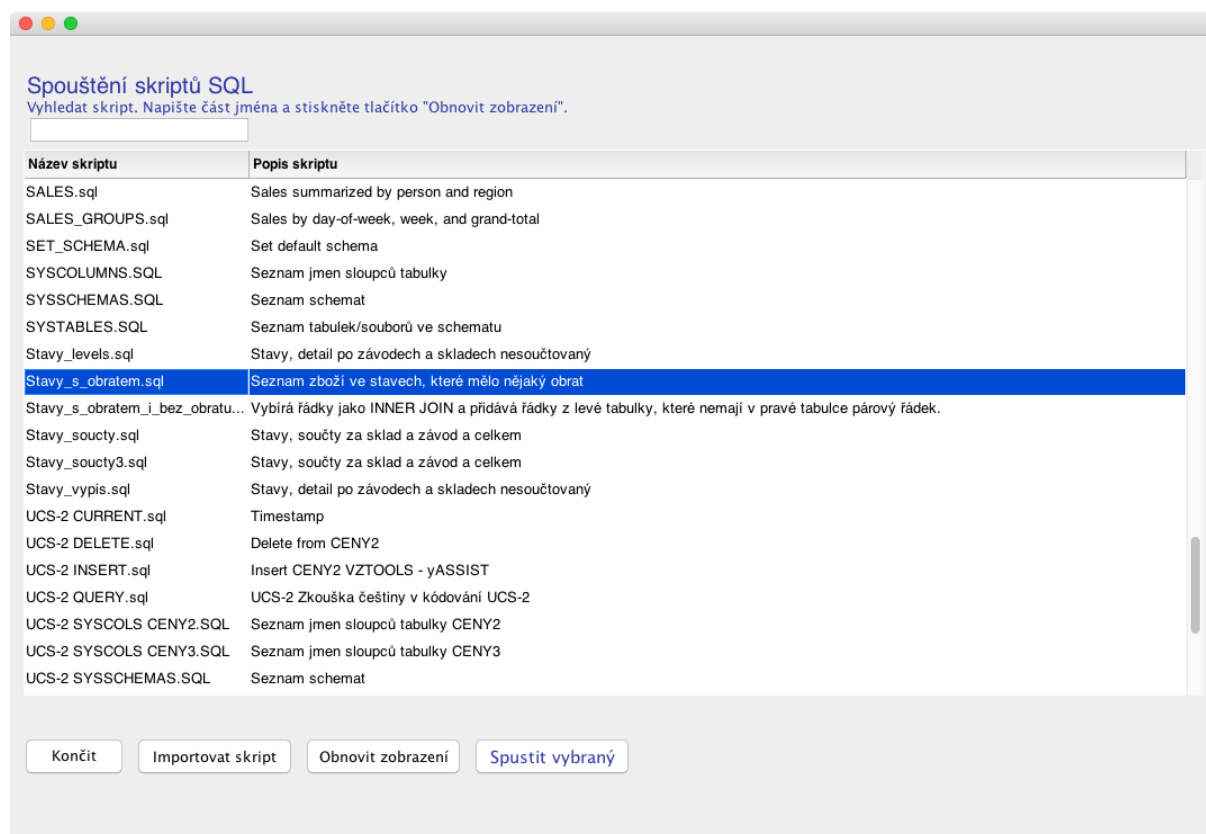 Spouštění skriptů SQL
Vyhledat skript. Napište část jména a stiskněte tlačítko "Obnovit zobrazení".
Název skriptu Popis skriptu
SALES.sql Sales summarized by person and region
SALES_GROUPS.sql Sales by day-of-week, week, and grand-total
SET_SCHEMA.sql Set default schema
SYSCOLUMNS.SQL Seznam jmen sloupců tabulky
SYSSCHEMAS.SQL Seznam schemat
SYSTABLES.SQL Seznam tabulek/souborů ve schematu
Stavy_levels.sql Stavy, detail po závodech a skladech nesoučtovaný
Stavy_s_obratem.sql Seznam zboží ve stavech, které mělo nějaký obrat
Stavy_s_obratem_i_bez_obratu... Vybírá řádky jako INNER JOIN a přidává řádky z levé tabulky, které nemají v pravé tabulce párový řádek.
Stavy_soucty.sql Stavy, součty za sklad a závod a celkem
Stavy_soucty3.sql Stavy, součty za sklad a závod a celkem
Stavy_vypis.sql Stavy, detail po závodech a skladech nesoučtovaný
UCS-2 CURRENT.sql Timestamp
UCS-2 DELETE.sql Delete from CENY2
UCS-2 INSERT.sql Insert CENY2 VZTOOLS - yASSIST
UCS-2 QUERY.sql UCS-2 Zkouška češtiny v kódování UCS-2
UCS-2 SYSCOLS CENY2.SQL Seznam jmen sloupců tabulky CENY2
UCS-2 SYSCOLS CENY3.SQL Seznam jmen sloupců tabulky CENY3
UCS-2 SYSSCHEMAS.SQL Seznam schemat
Končit Importovat skript Obnovit zobrazení Spustit vybraný